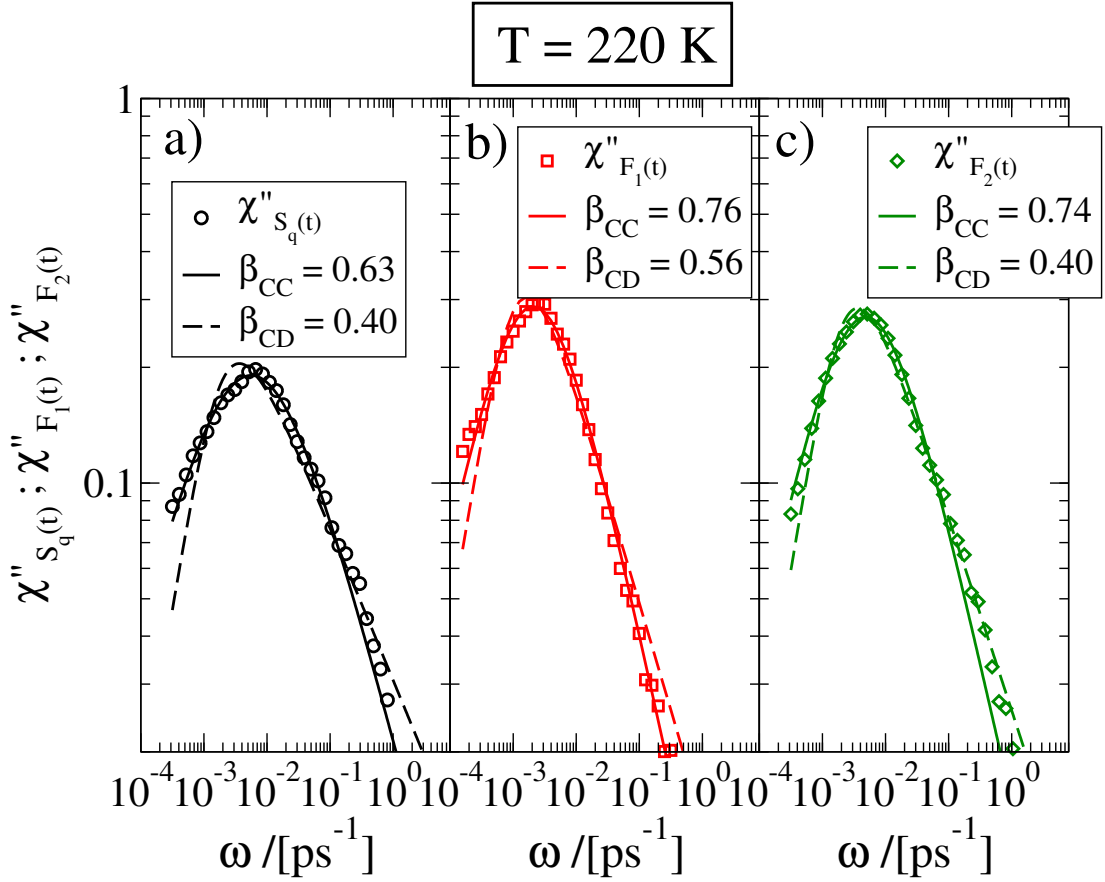 T = 220 K
a)
χ''S_q(t)
β_CC = 0.63
β_CD = 0.40
b)
χ''F_1(t)
β_CC = 0.76
β_CD = 0.56
c)
χ''F_2(t)
β_CC = 0.74
β_CD = 0.40
χ''S_q(t) ; χ''F_1(t) ; χ''F_2(t)
1
0.1
10^-4 10^-3 10^-2 10^-1 10^0
10^-4 10^-3 10^-2 10^-1 10^0
10^-4 10^-3 10^-2 10^-1 10^0
ω /[ps^-1]
ω /[ps^-1]
ω /[ps^-1]